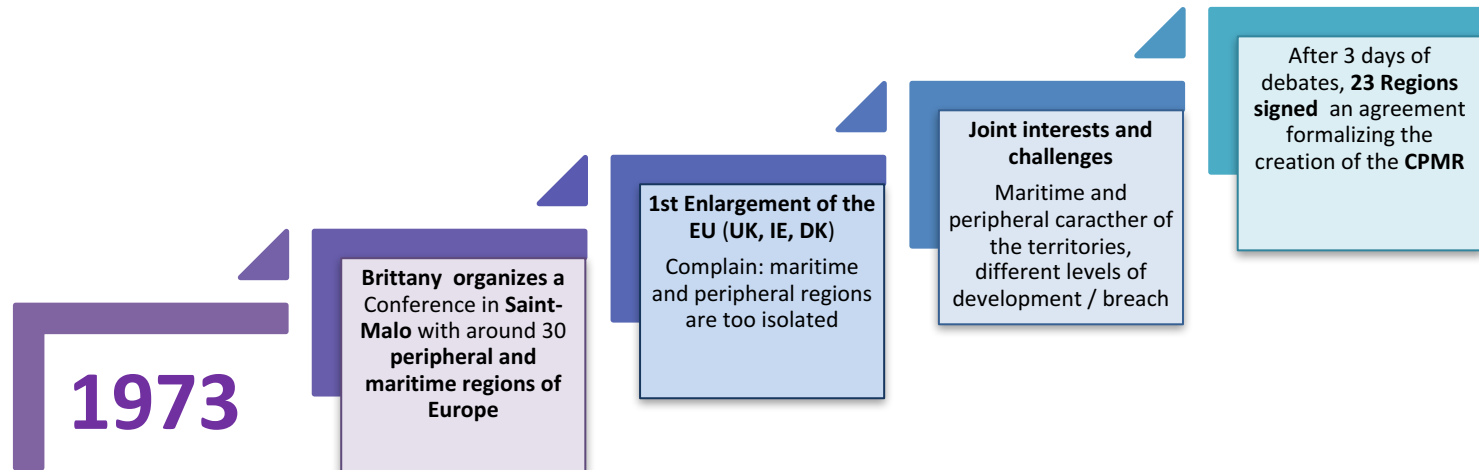 1973
Brittany organizes a
Conference in Saint-
Malo with around 30
peripheral and
maritime regions of
Europe
1st Enlargement of the
EU (UK, IE, DK)
Complain: maritime
and peripheral regions
are too isolated
Joint interests and
challenges
Maritime and
peripheral caracther of
the territories,
different levels of
development / breach
After 3 days of
debates, 23 Regions
signed an agreement
formalizing the
creation of the CPMR